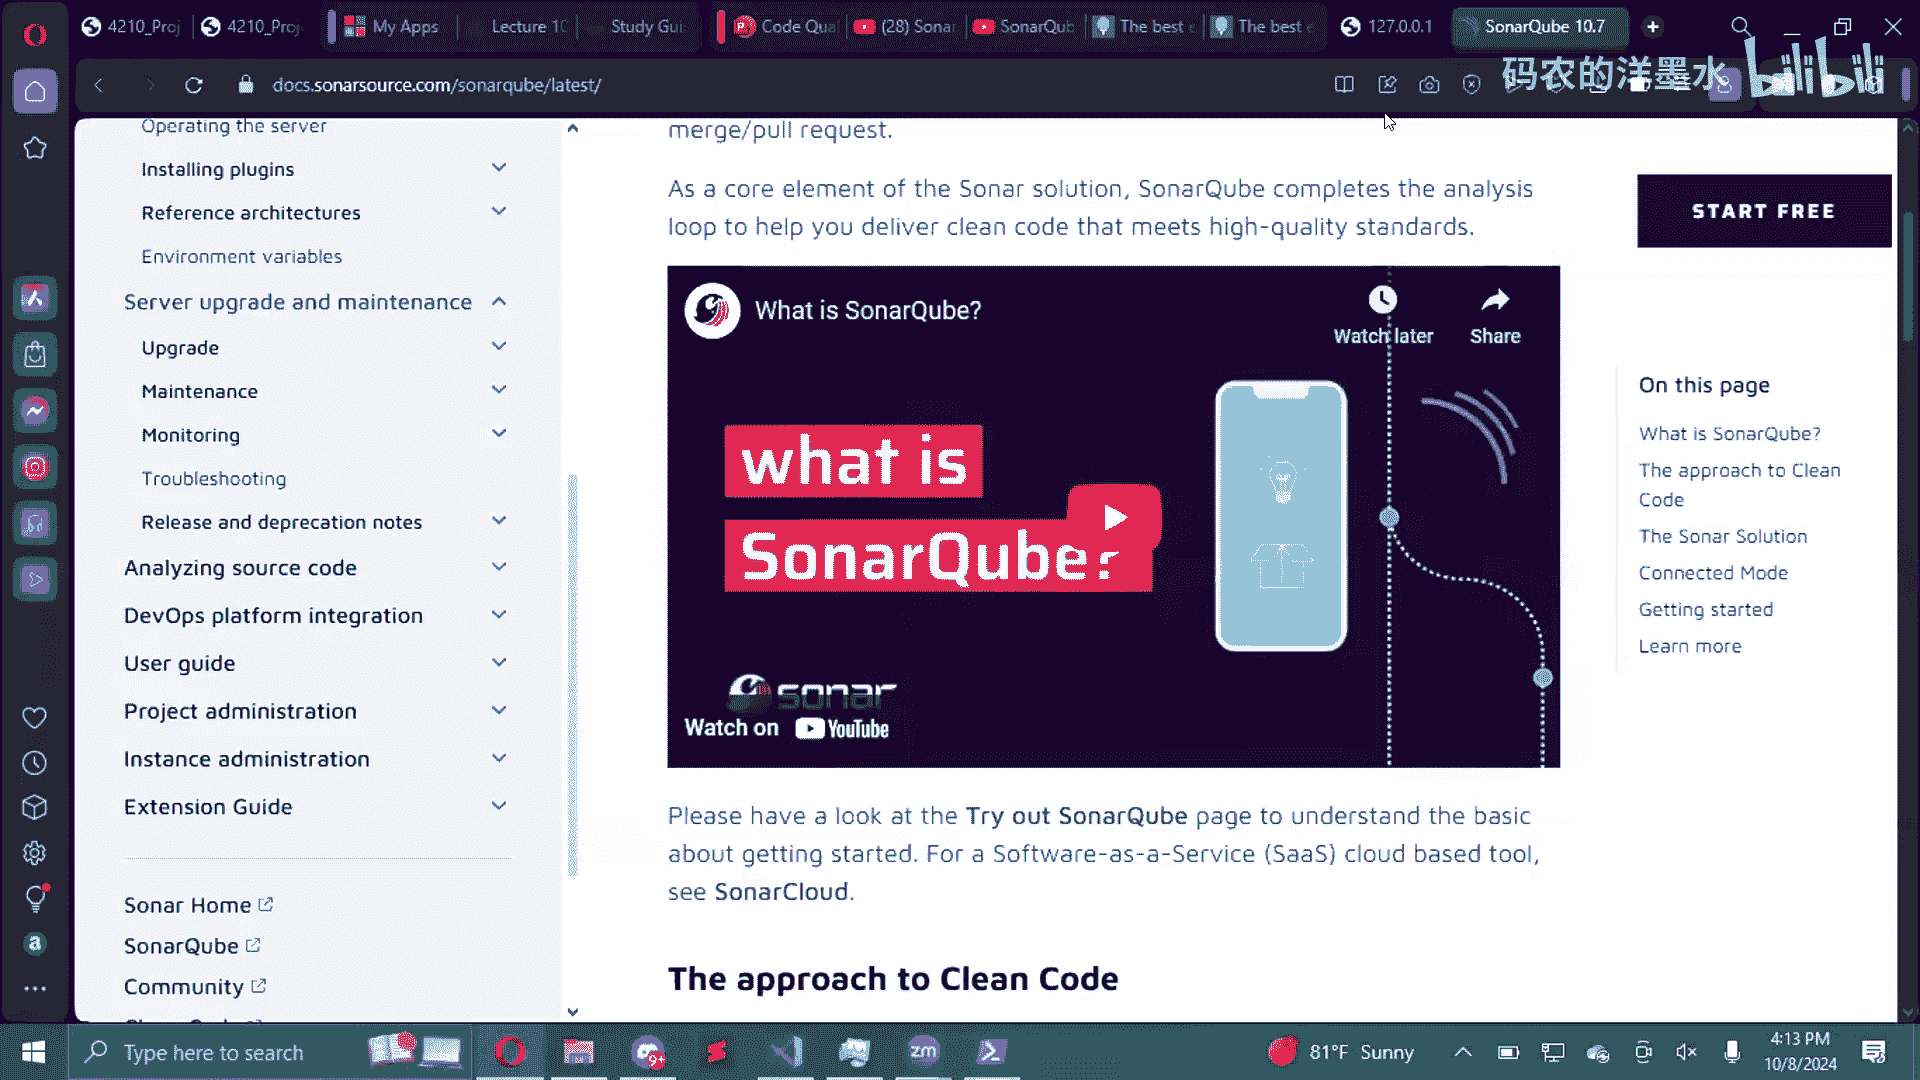 4210_Proj
4210_Proj
My Apps
Lecture 10
Study Gui
Code Qual
(28) Sonar
SonarQub
The best e
The best e
127.0.0.1
SonarQube 10.7
docs.sonarsource.com/sonarqube/latest/
码农的洋墨水
bilibili
Operating the server
Installing plugins
Reference architectures
Environment variables
Server upgrade and maintenance
Upgrade
Maintenance
Monitoring
Troubleshooting
Release and deprecation notes
Analyzing source code
DevOps platform integration
User guide
Project administration
Instance administration
Extension Guide
Sonar Home
SonarQube
Community
merge/pull request.
As a core element of the Sonar solution, SonarQube completes the analysis
loop to help you deliver clean code that meets high-quality standards.
What is SonarQube?
Watch later
Share
what is
SonarQube?
sonar
Watch on YouTube
Please have a look at the Try out SonarQube page to understand the basic
about getting started. For a Software-as-a-Service (SaaS) cloud based tool,
see SonarCloud.
The approach to Clean Code
START FREE
On this page
What is SonarQube?
The approach to Clean
Code
The Sonar Solution
Connected Mode
Getting started
Learn more
Type here to search
9+
zm
81°F Sunny
4:13 PM
10/8/2024